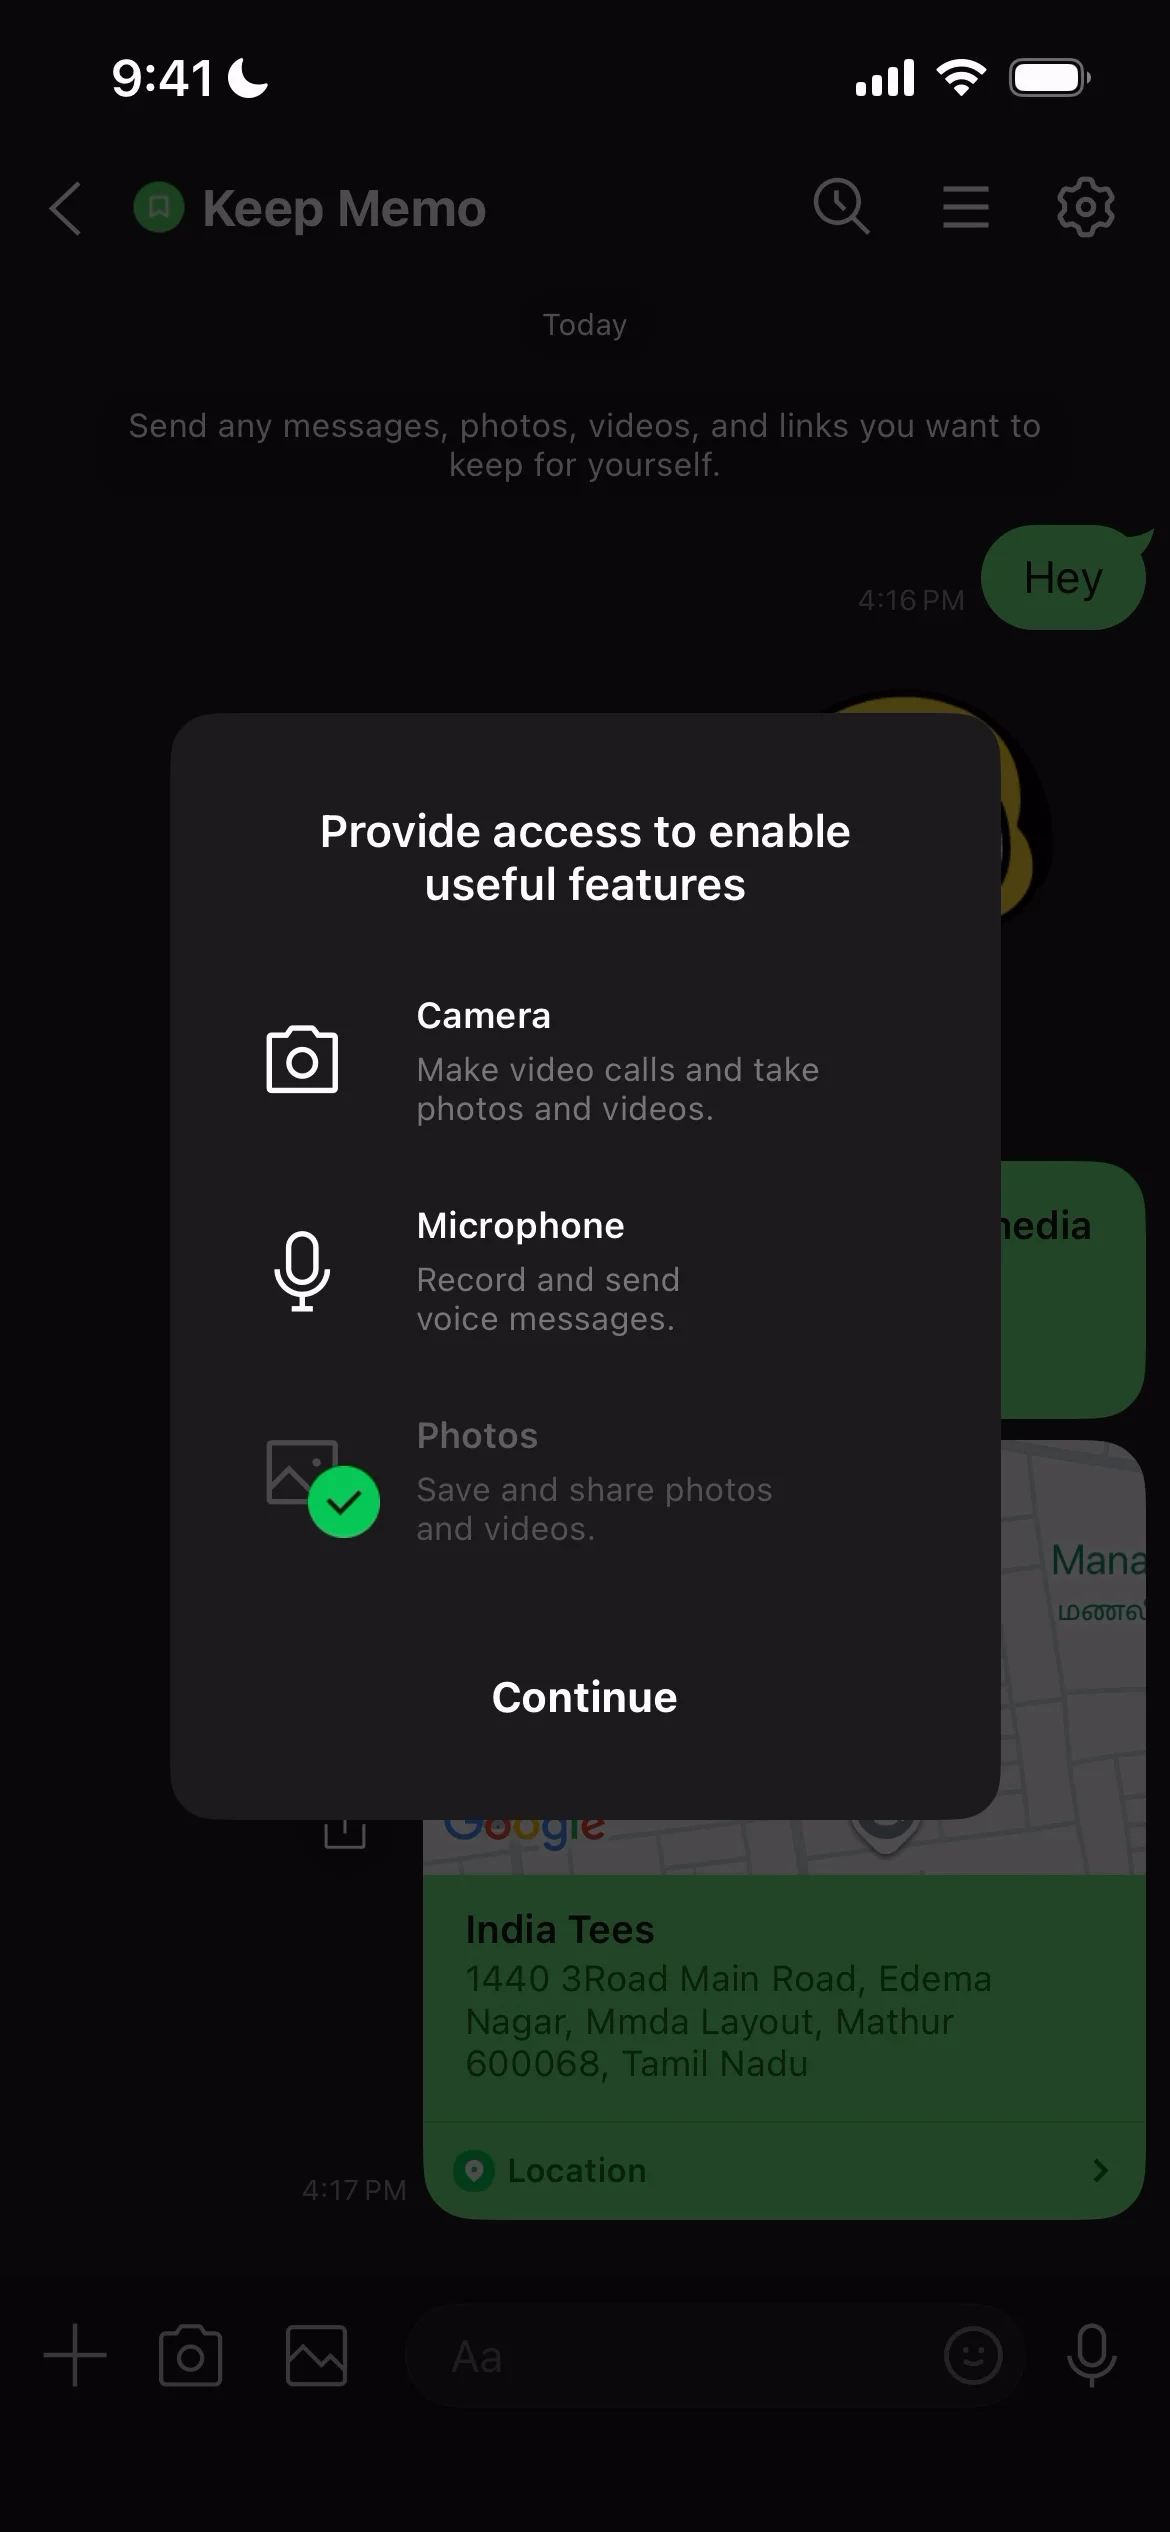 9:41
Keep Memo
Today
Send any messages, photos, videos, and links you want to
keep for yourself.
Hey
4:16 PM
Provide access to enable
useful features
Camera
Make video calls and take
photos and videos.
Microphone
Record and send
voice messages.
Photos
Save and share photos
and videos.
Continue
Google
India Tees
1440 3Road Main Road, Edema
Nagar, Mmda Layout, Mathur
600068, Tamil Nadu
Location
4:17 PM
Aa